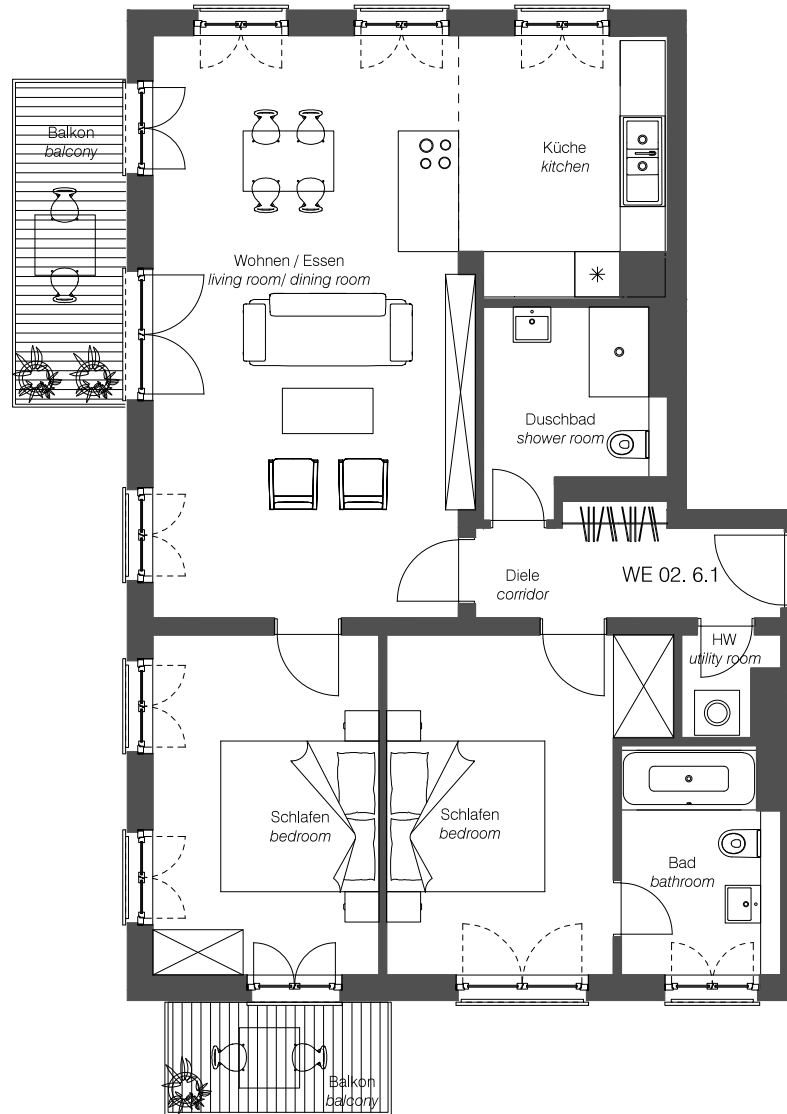 Balkon
balcony
Küche
kitchen
Wohnen / Essen
living room/ dining room
Duschbad
shower room
Diele
corridor
WE 02. 6.1
HW
utility room
Schlafen
bedroom
Schlafen
bedroom
Bad
bathroom
Balkon
balcony